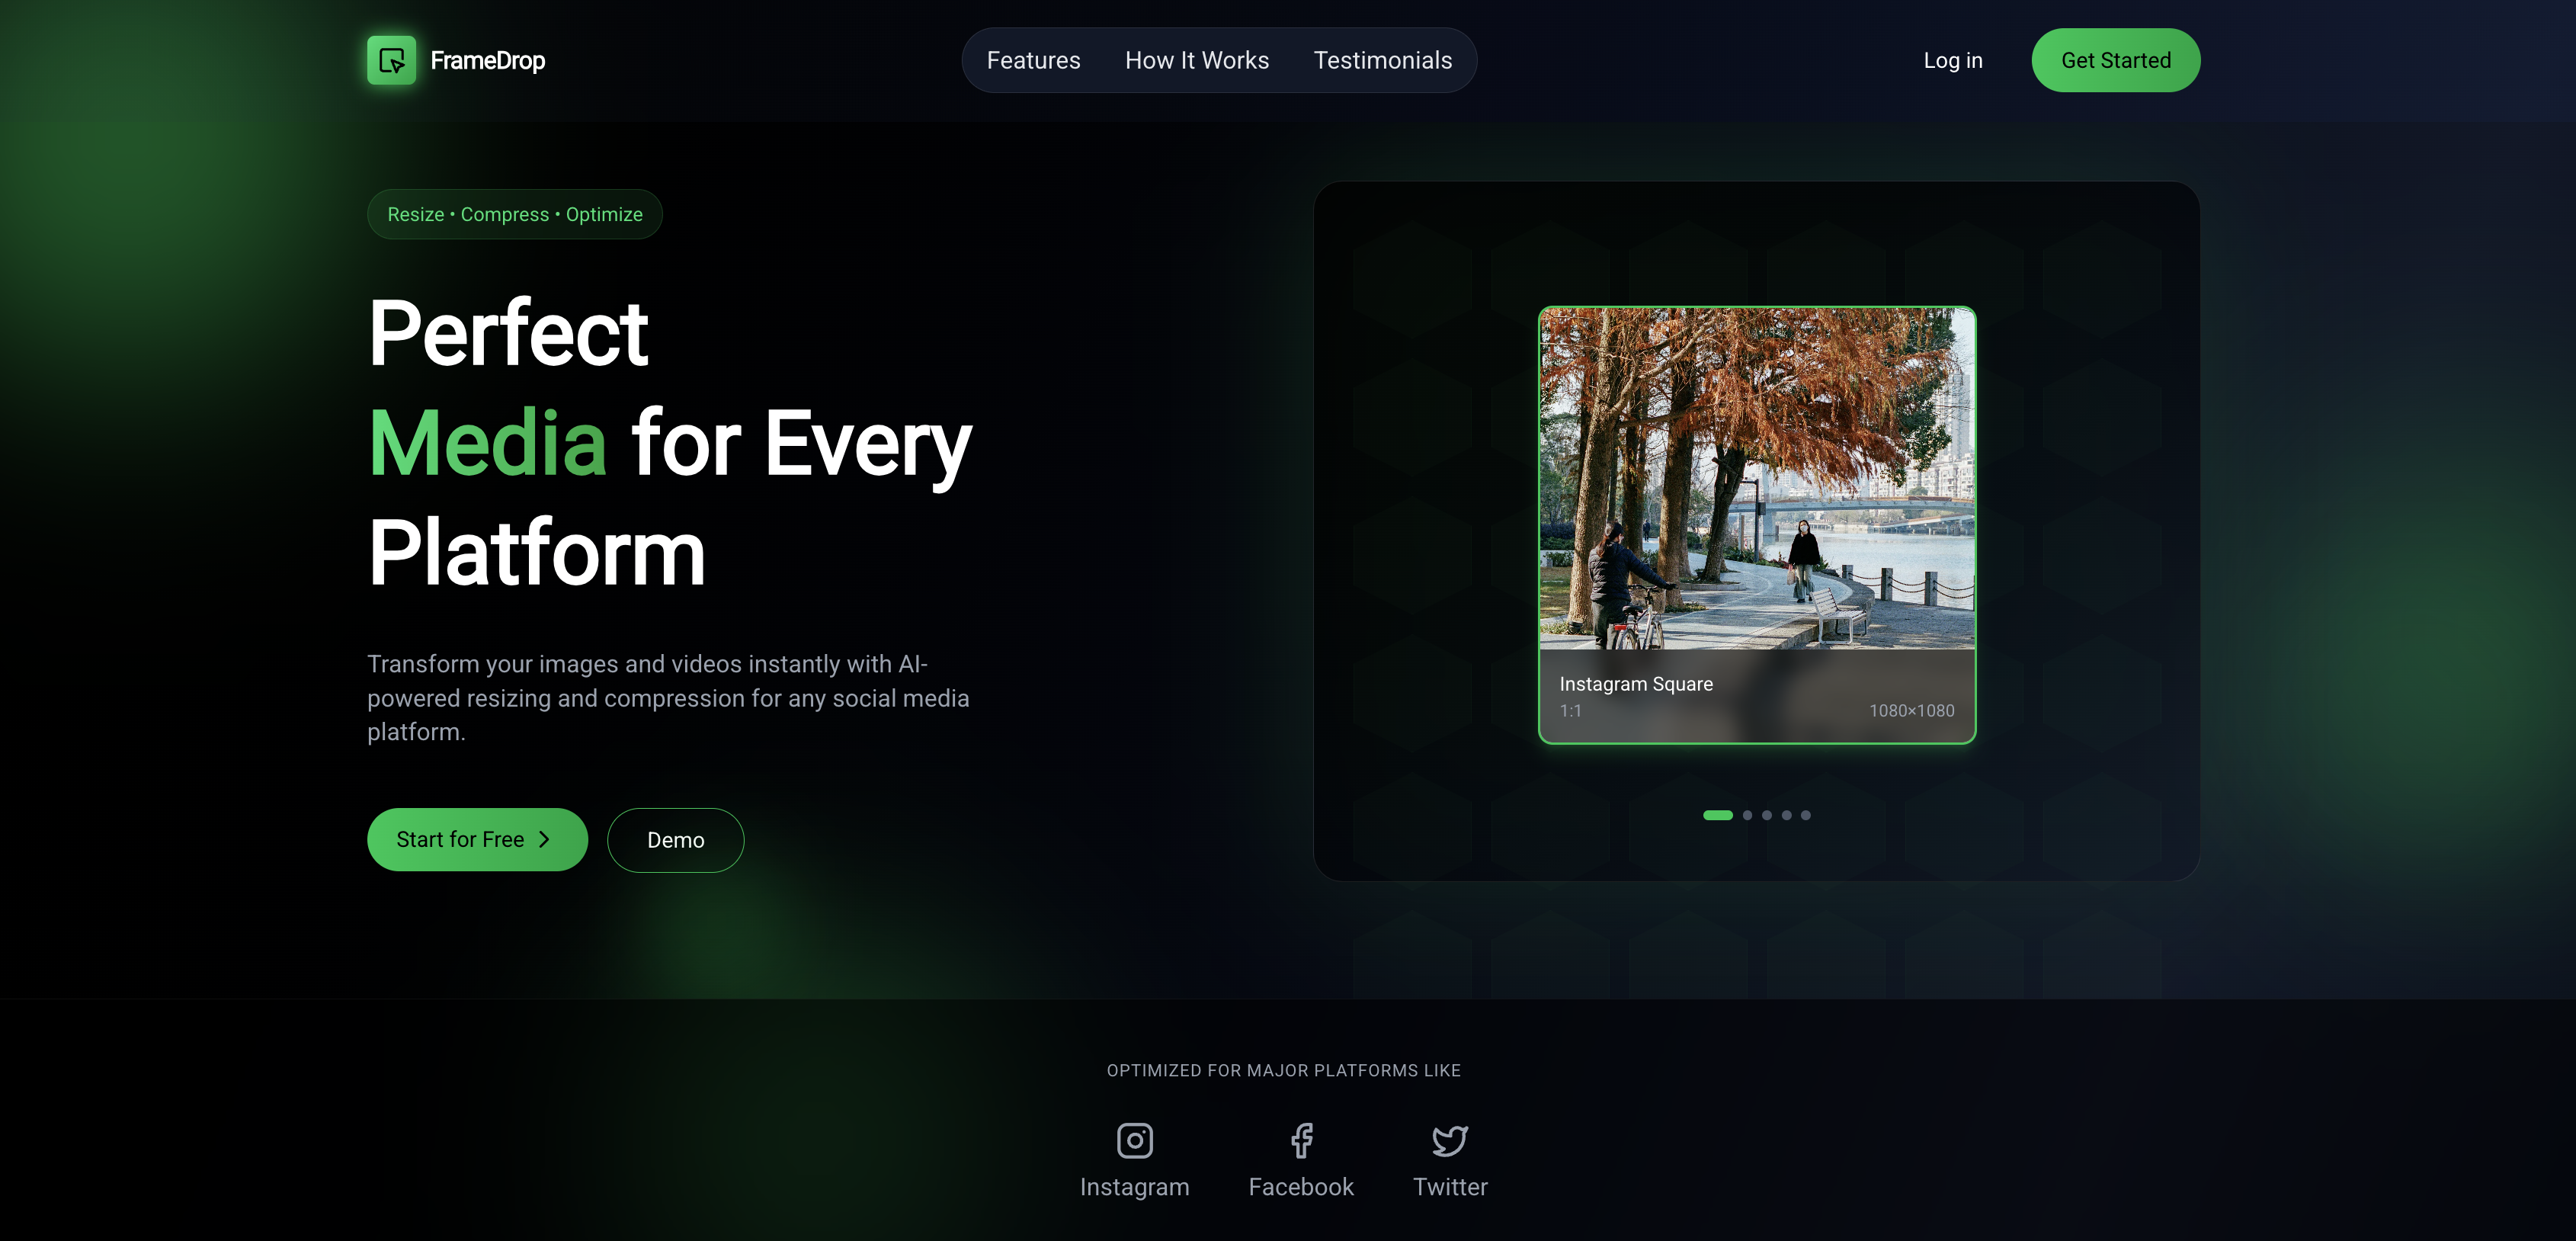 FrameDrop
Features
How It Works
Testimonials
Log in
Get Started
Resize • Compress • Optimize
Perfect
Media for Every
Platform
Transform your images and videos instantly with AI-
powered resizing and compression for any social media
platform.
Start for Free
Demo
Instagram Square
1:1
1080×1080
OPTIMIZED FOR MAJOR PLATFORMS LIKE
Instagram
Facebook
Twitter